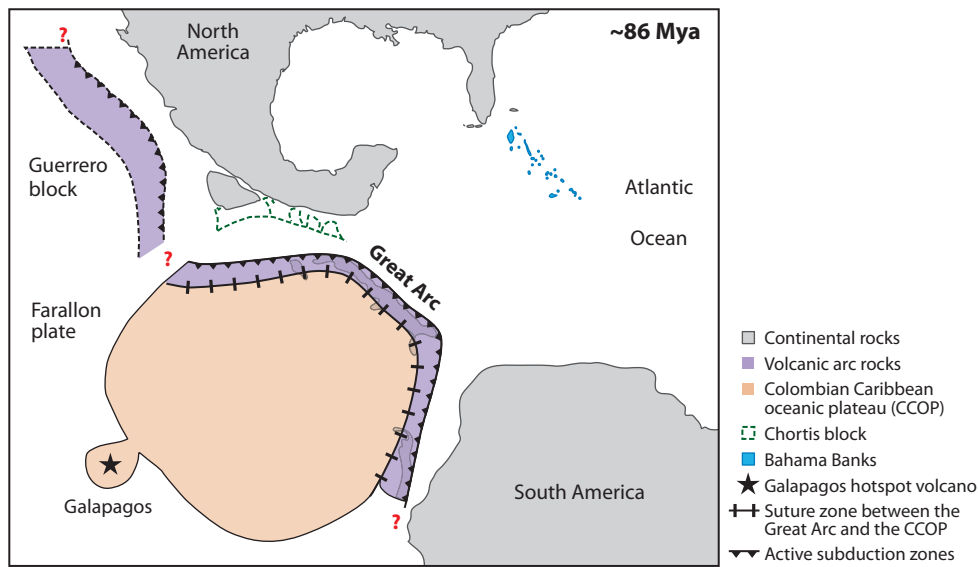 ~86 Mya
?
North
America
Guerrero
block
Atlantic
Ocean
?
Great Arc
Farallon
plate
Galapagos
South America
?
Continental rocks
Volcanic arc rocks
Colombian Caribbean
oceanic plateau (CCOP)
Chortis block
Bahama Banks
Galapagos hotspot volcano
Suture zone between the
Great Arc and the CCOP
Active subduction zones